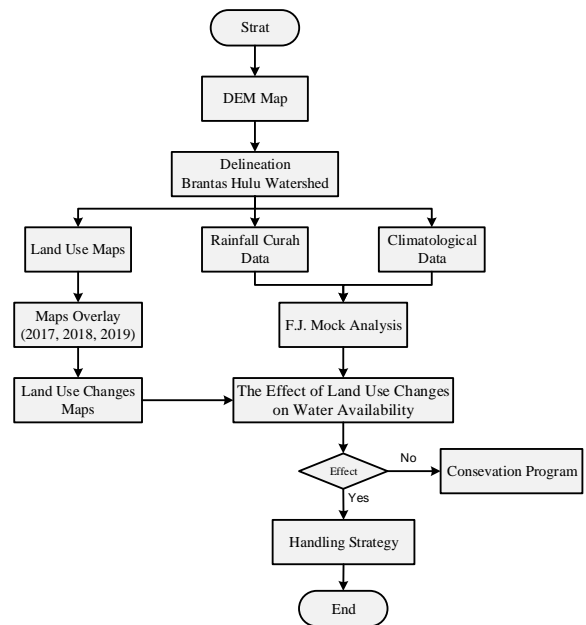 Strat
DEM Map
Delineation
Brantas Hulu Watershed
Land Use Maps
Rainfall Curah
Data
Climatological
Data
Maps Overlay
(2017, 2018, 2019)
F.J. Mock Analysis
Land Use Changes
Maps
The Effect of Land Use Changes
on Water Availability
Effect
No
Consevation Program
Yes
Handling Strategy
End